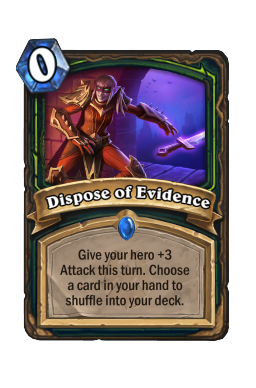 0
Dispose of Evidence
Give your hero +3
Attack this turn. Choose
a card in your hand to
shuffle into your deck.